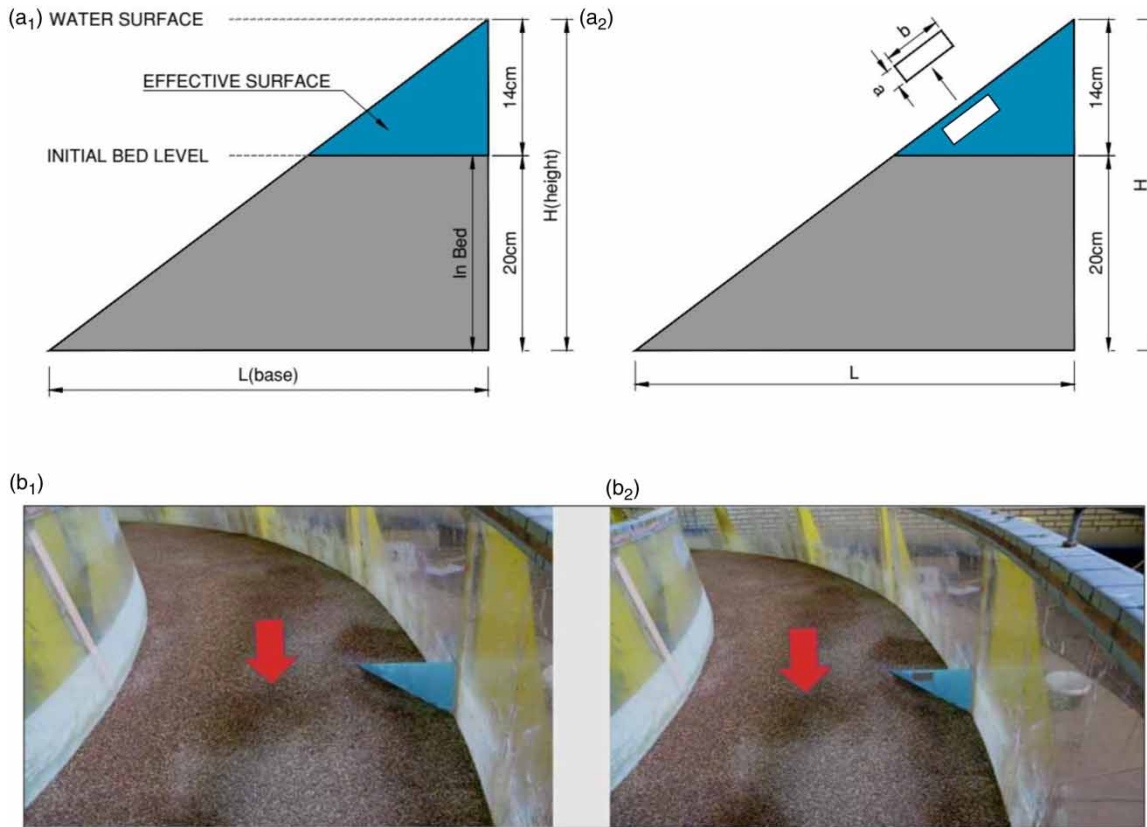 (a₁)
WATER SURFACE
EFFECTIVE SURFACE
INITIAL BED LEVEL
In Bed
14cm
20cm
H(height)
L(base)
(a₂)
b
a
14cm
20cm
H
L
(b₁)
(b₂)